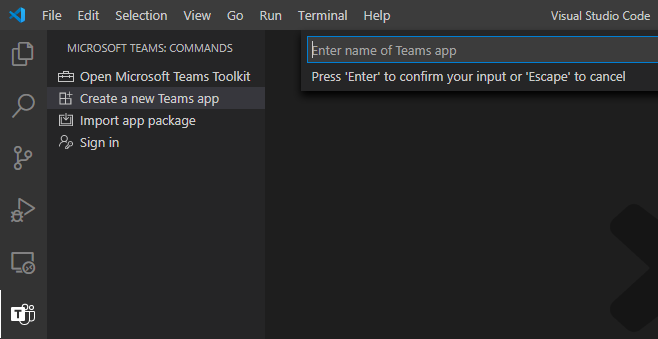 File Edit Selection View Go Run Terminal Help Visual Studio Code
MICROSOFT TEAMS: COMMANDS
Open Microsoft Teams Toolkit
Create a new Teams app
Import app package
Sign in
Enter name of Teams app
Press 'Enter' to confirm your input or 'Escape' to cancel
T